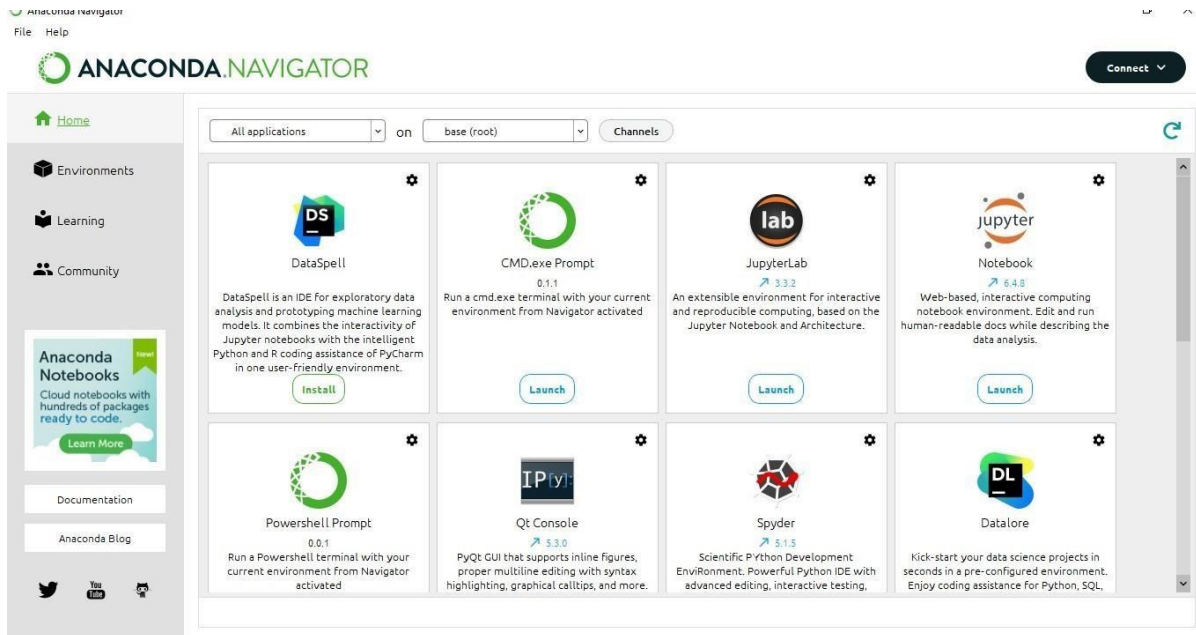 Anaconda Navigator
File Help
ANACONDA.NAVIGATOR
Connect
Home
Environments
Learning
Community
Anaconda Notebooks
New!
Cloud notebooks with
hundreds of packages
ready to code.
Learn More
Documentation
Anaconda Blog
You
Tube
All applications on base (root) Channels
DS
DataSpell
DataSpell is an IDE for exploratory data
analysis and prototyping machine learning
models. It combines the interactivity of
Jupyter notebooks with the intelligent
Python and R coding assistance of PyCharm
in one user-friendly environment.
Install
CMD.exe Prompt
0.1.1
Run a cmd.exe terminal with your current
environment from Navigator activated
Launch
lab
JupyterLab
3.3.2
An extensible environment for interactive
and reproducible computing, based on the
Jupyter Notebook and Architecture.
Launch
jupyter
Notebook
6.4.8
Web-based, interactive computing
notebook environment. Edit and run
human-readable docs while describing the
data analysis.
Launch
Powershell Prompt
0.0.1
Run a Powershell terminal with your
current environment from Navigator
activated
IP[y]:
Qt Console
5.3.0
PyQt GUI that supports inline figures,
proper multiline editing with syntax
highlighting, graphical calltips, and more.
Spyder
5.1.5
Scientific PYthon Development
EnviRonment. Powerful Python IDE with
advanced editing, interactive testing,
DL
Datalore
Kick-start your data science projects in
seconds in a pre-configured environment.
Enjoy coding assistance for Python, SQL,